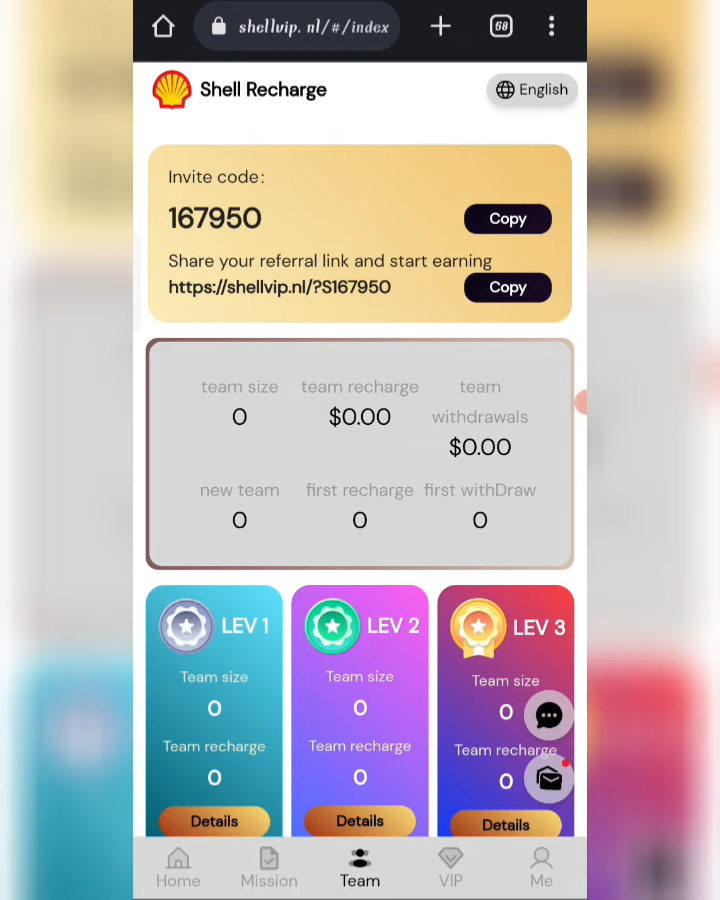 shellvip. nl/#/index
68
Shell Recharge
English
Invite code:
167950
Copy
Share your referral link and start earning
https://shellvip.nl/?S167950
Copy
team size
team recharge
team withdrawals
0
$0.00
$0.00
new team
first recharge
first withDraw
0
0
0
LEV 1
LEV 2
LEV 3
Team size
Team size
Team size
0
0
0
Team recharge
Team recharge
Team recharge
0
0
0
Details
Details
Details
Home
Mission
Team
VIP
Me